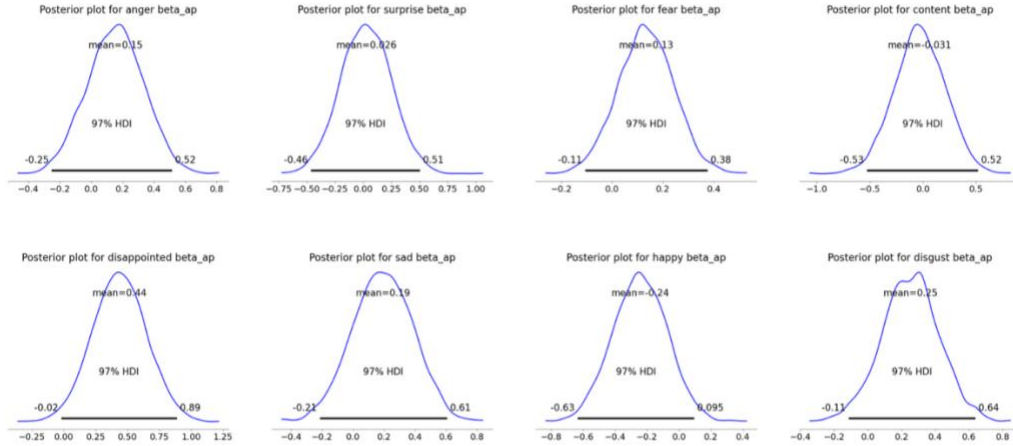 Posterior plot for anger beta_ap
mean=0.15
97% HDI
-0.25 0.52
−0.4 −0.2 0.0 0.2 0.4 0.6 0.8
Posterior plot for surprise beta_ap
mean=0.026
97% HDI
-0.46 0.51
−0.75 −0.50 −0.25 0.00 0.25 0.50 0.75 1.00
Posterior plot for fear beta_ap
mean=0.13
97% HDI
-0.11 0.38
−0.2 0.0 0.2 0.4
Posterior plot for content beta_ap
mean=-0.031
97% HDI
-0.53 0.52
−1.0 −0.5 0.0 0.5
Posterior plot for disappointed beta_ap
mean=0.44
97% HDI
-0.02 0.89
−0.25 0.00 0.25 0.50 0.75 1.00 1.25
Posterior plot for sad beta_ap
mean=0.19
97% HDI
-0.21 0.61
−0.4 −0.2 0.0 0.2 0.4 0.6 0.8
Posterior plot for happy beta_ap
mean=-0.24
97% HDI
-0.63 0.095
−0.8 −0.6 −0.4 −0.2 0.0 0.2 0.4
Posterior plot for disgust beta_ap
mean=0.25
97% HDI
-0.11 0.64
−0.4 −0.2 0.0 0.2 0.4 0.6 0.8